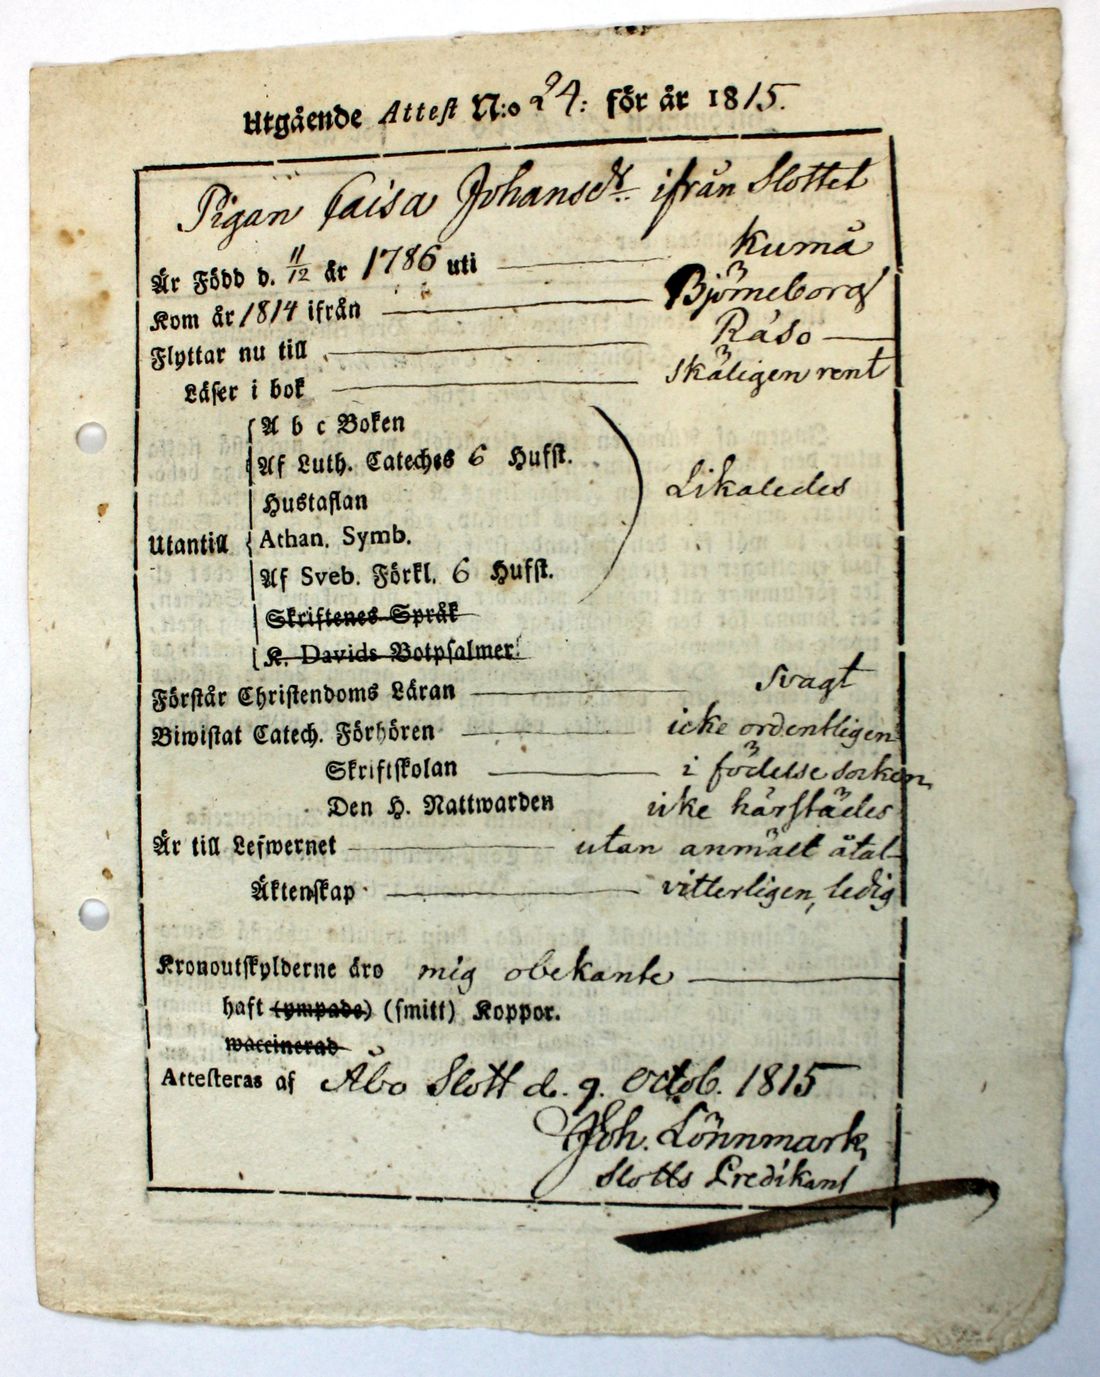 Utgående Attest N:o 24: för år 1815.
Pigan Caisa Johansdr. ifrån Slottet
Är Född d. 11/12 år 1786 uti Kumå
Kom år 1814 ifrån Björneborg
Flyttar nu till Räso
Läser i bok skäligen rent
A b c Boken
Af Luth. Cateches 6 Hufst.
Hustaflan
Likaledes
Utantill
Athan. Symb.
Af Sveb. Förkl. 6 Hufst.
Skriftenes Språk
K. Davids Botpsalmer.
Förstår Christendoms Läran svagt
Biwistat Catech. Förhören icke ordentligen
Skriftskolan i födelse socken
Den H. Nattwarden icke härstädes
Är till Lefwernet utan anmält åtal
Äktenskap vitterligen, ledig
Kronoutskylderne äro mig obekante
haft (ympade) (smitt) Koppor.
waccinerad
Attesteras af Åbo Slott d. 9. Octob. 1815
Joh. Lönnmark
Slotts Predikant